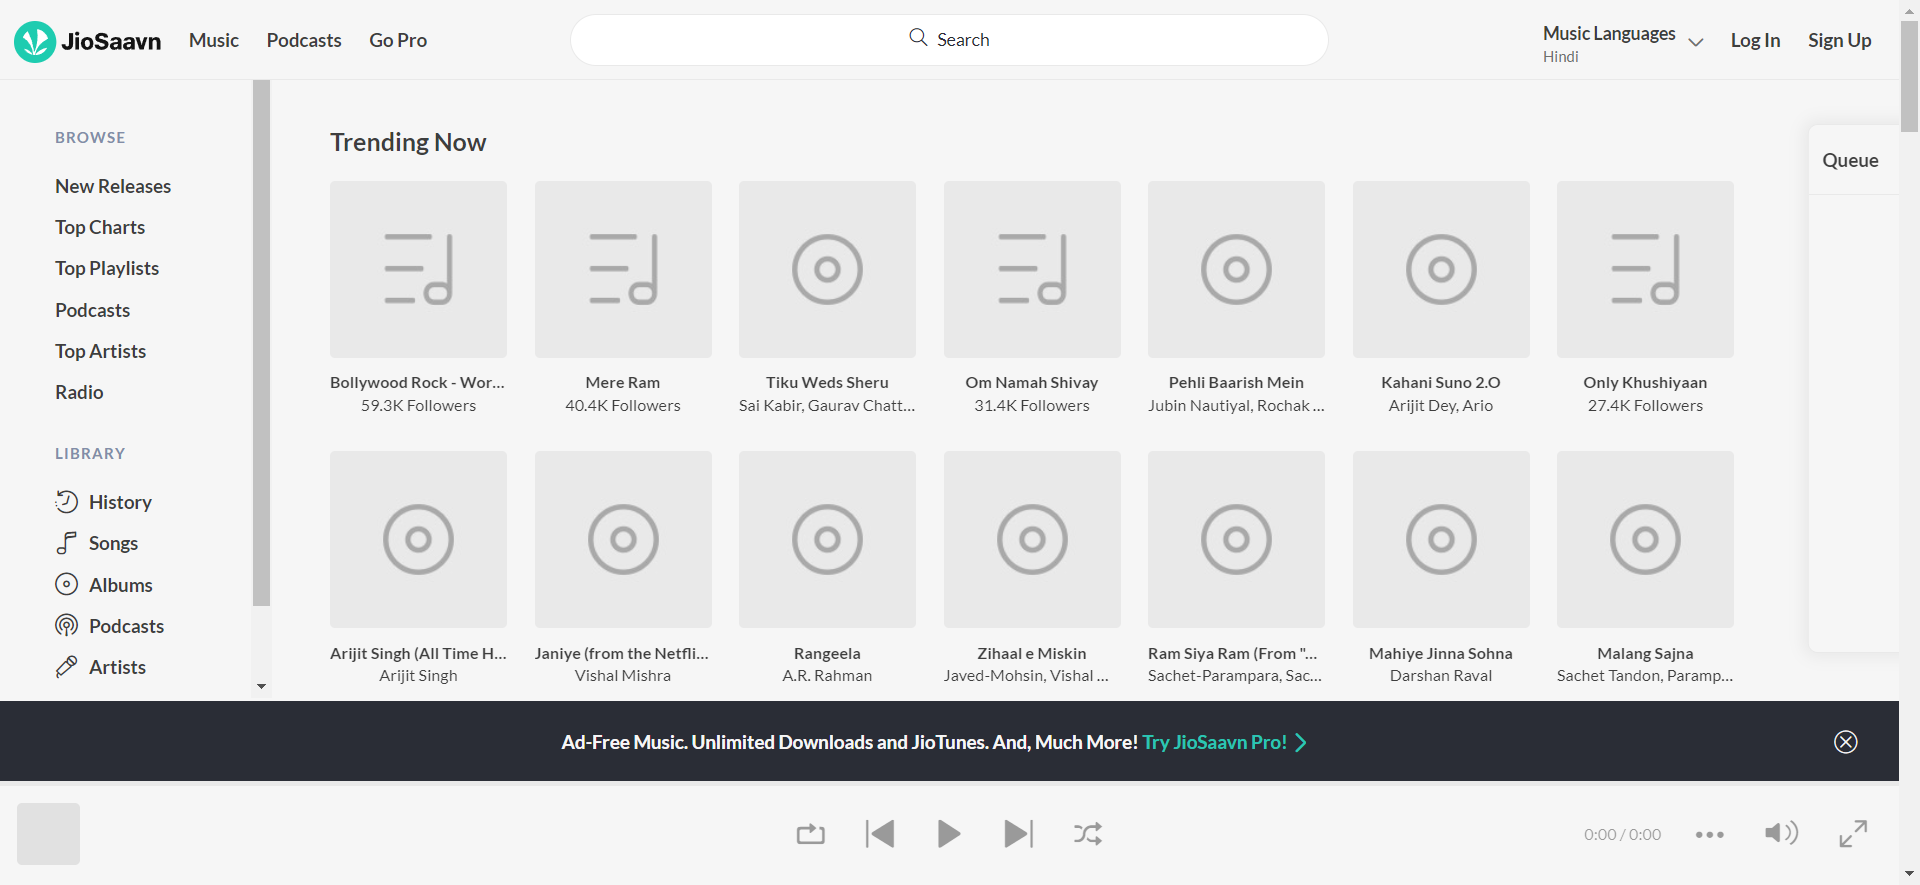 JioSaavn
Music
Podcasts
Go Pro
Search
Music Languages
Hindi
Log In
Sign Up
BROWSE
New Releases
Top Charts
Top Playlists
Podcasts
Top Artists
Radio
LIBRARY
History
Songs
Albums
Podcasts
Artists
Trending Now
Bollywood Rock - Wor...
59.3K Followers
Mere Ram
40.4K Followers
Tiku Weds Sheru
Sai Kabir, Gaurav Chatt...
Om Namah Shivay
31.4K Followers
Pehli Baarish Mein
Jubin Nautiyal, Rochak ...
Kahani Suno 2.O
Arijit Dey, Ario
Only Khushiyaan
27.4K Followers
Arijit Singh (All Time H...
Arijit Singh
Janiye (from the Netfli...
Vishal Mishra
Rangeela
A.R. Rahman
Zihaal e Miskin
Javed-Mohsin, Vishal ...
Ram Siya Ram (From "...
Sachet-Parampara, Sac...
Mahiye Jinna Sohna
Darshan Raval
Malang Sajna
Sachet Tandon, Paramp...
Queue
Ad-Free Music. Unlimited Downloads and JioTunes. And, Much More! Try JioSaavn Pro!
0:00 / 0:00